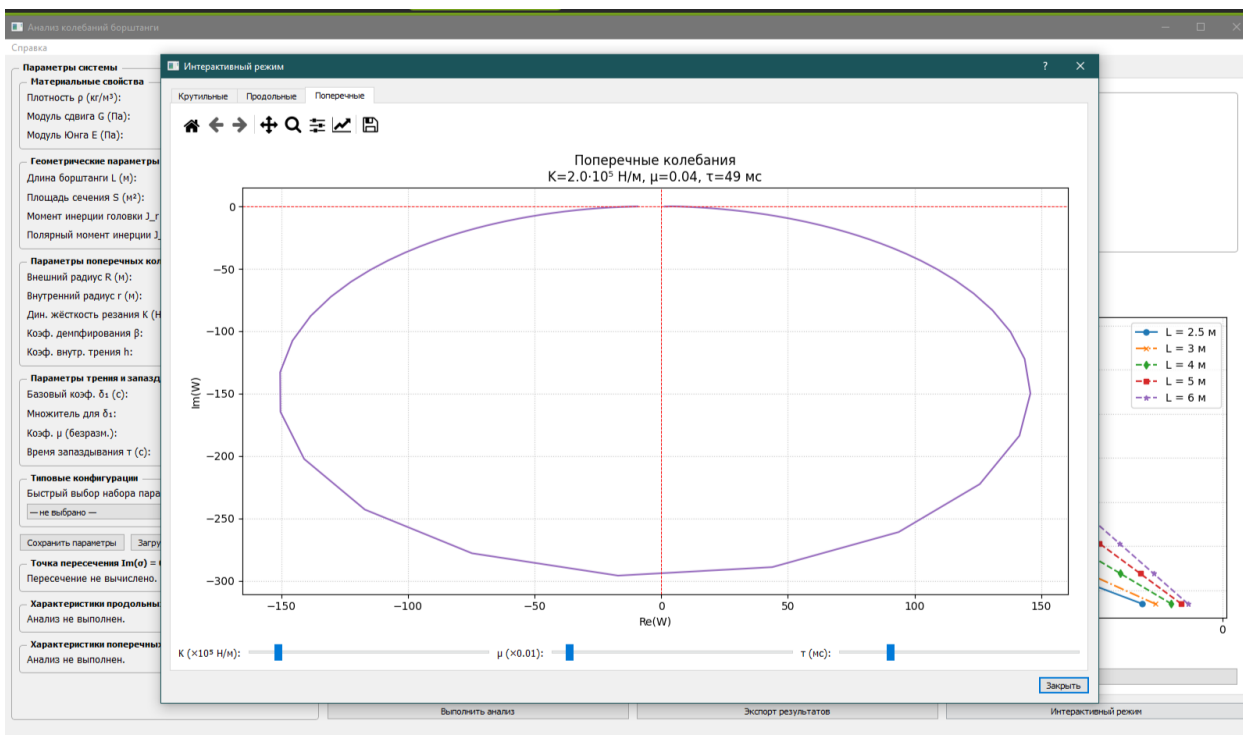 Анализ колебаний борштанги
Справка
Параметры системы
Материальные свойства
Плотность ρ (кг/м³):
Модуль сдвига G (Па):
Модуль Юнга E (Па):
Геометрические параметры
Длина борштанги L (м):
Площадь сечения S (м²):
Момент инерции головки J_r
Полярный момент инерции J_
Параметры поперечных кол
Внешний радиус R (м):
Внутренний радиус r (м):
Дин. жёсткость резания K (Н
Коэф. демпфирования β:
Коэф. внутр. трения h:
Параметры трения и запазд
Базовый коэф. δ₁ (с):
Множитель для δ₁:
Коэф. μ (безразм.):
Время запаздывания τ (с):
Типовые конфигурации
Быстрый выбор набора пара
— не выбрано —
Сохранить параметры Загру
Точка пересечения Im(σ) =
Пересечение не вычислено.
Характеристики продольны
Анализ не выполнен.
Характеристики поперечных
Анализ не выполнен.
Интерактивный режим
Крутильные Продольные Поперечные
Поперечные колебания
K=2.0·10⁵ Н/м, μ=0.04, τ=49 мс
Im(W)
0
−50
−100
−150
−200
−250
−300
−150 −100 −50 0 50 100 150
Re(W)
K (×10⁵ Н/м): μ (×0.01): τ (мс):
Закрыть
L = 2.5 м
L = 3 м
L = 4 м
L = 5 м
L = 6 м
0
Выполнить анализ Экспорт результатов Интерактивный режим